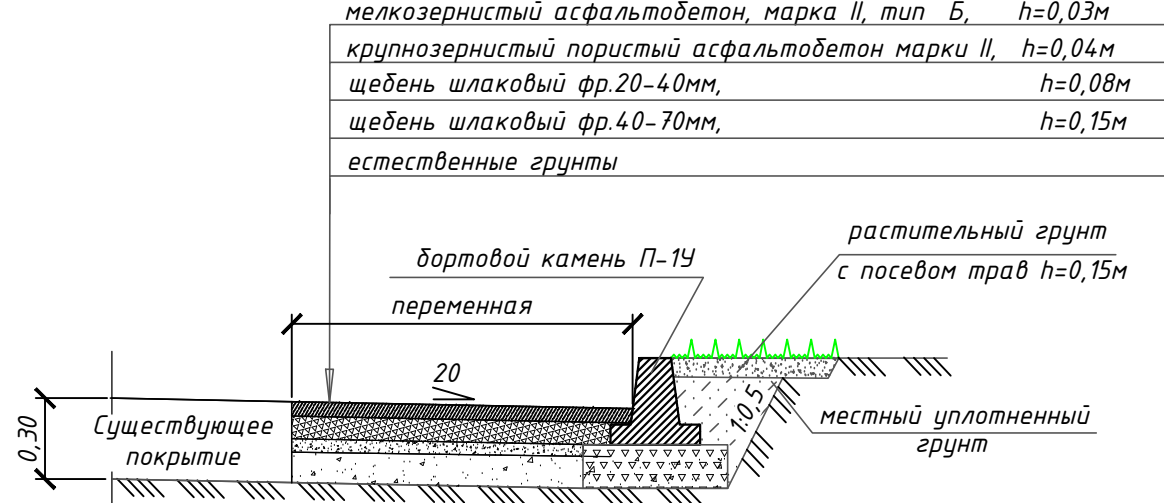 мелкозернистый асфальтобетон, марка II, тип Б, h=0,03м
крупнозернистый пористый асфальтобетон марки II, h=0,04м
щебень шлаковый фр.20-40мм, h=0,08м
щебень шлаковый фр.40-70мм, h=0,15м
естественные грунты
растительный грунт
с посевом трав h=0,15м
бортовой камень П-1У
переменная
20
0,30
Существующее
покрытие
1:0,5
местный уплотненный
грунт